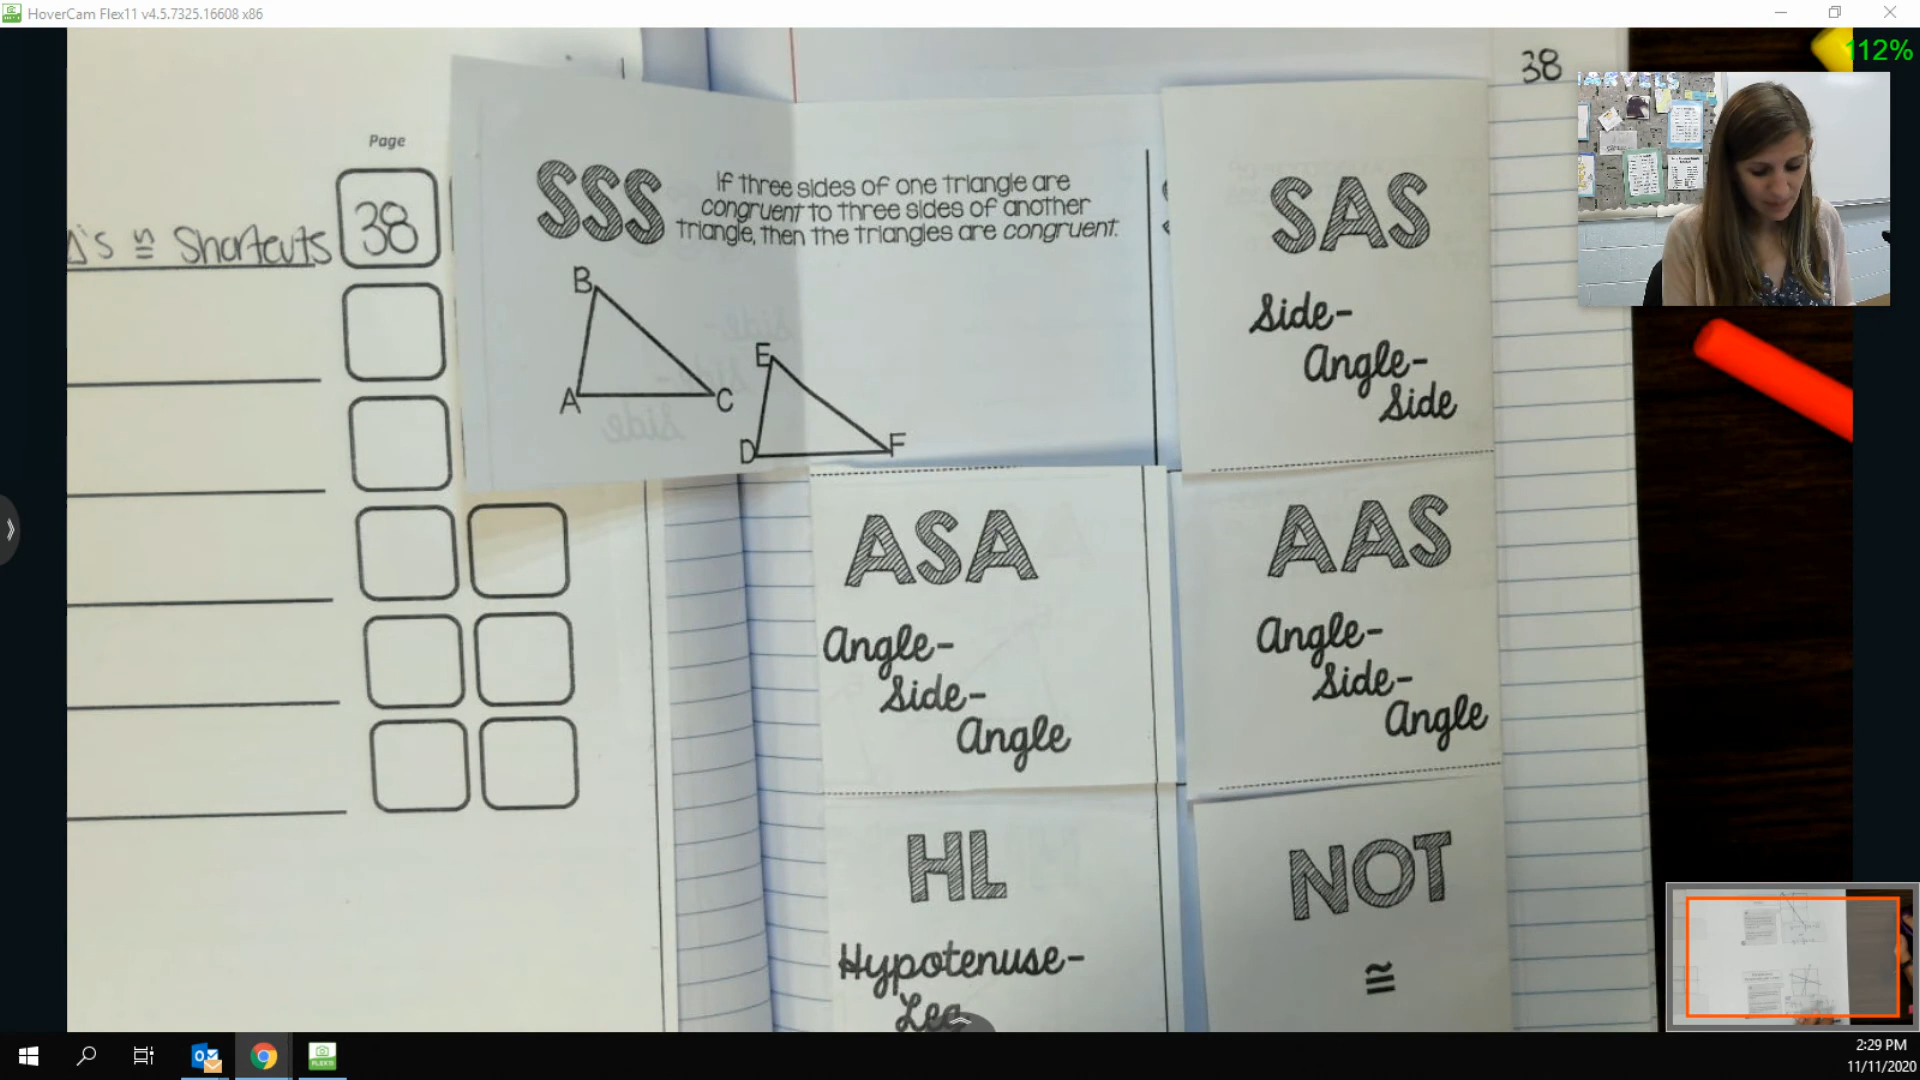 HoverCam Flex11 v4.5.7325.16608 x86
112%
38
Page
Δ's ≅ Shortcuts
38
SSS
If three sides of one triangle are
congruent to three sides of another
triangle, then the triangles are congruent.
B
A
C
E
D
F
SAS
Side-
Angle-
Side
ASA
Angle-
Side-
Angle
AAS
Angle-
Side-
Angle
HL
Hypotenuse-
Leg
NOT
≅
2:29 PM
11/11/2020